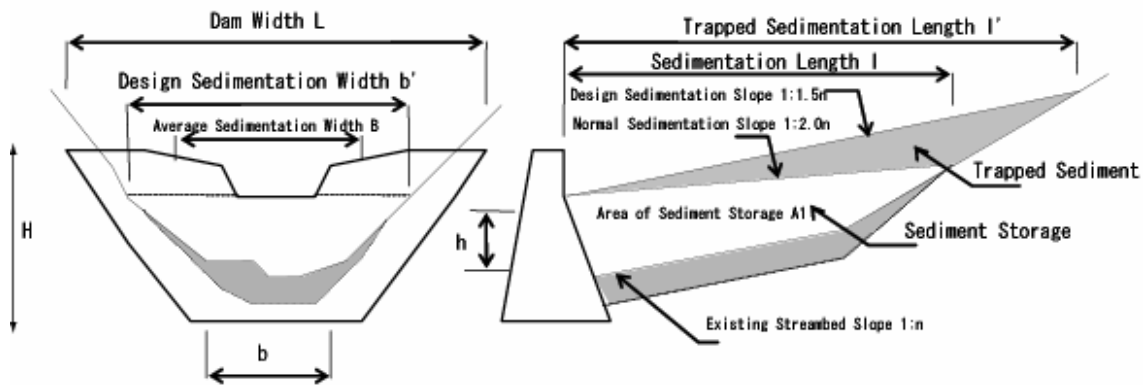 Dam Width L
Design Sedimentation Width b'
Average Sedimentation Width B
H
b
Trapped Sedimentation Length l'
Sedimentation Length l
Design Sedimentation Slope 1:1.5n
Normal Sedimentation Slope 1:2.0n
Trapped Sediment
Area of Sediment Storage A1
Sediment Storage
h
Existing Streambed Slope 1:n